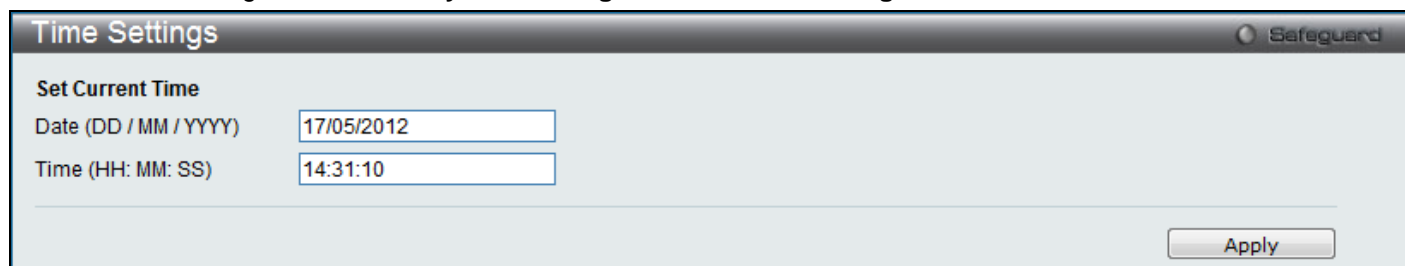 Time Settings
Safeguard
Set Current Time
Date (DD / MM / YYYY) 17/05/2012
Time (HH: MM: SS) 14:31:10
Apply